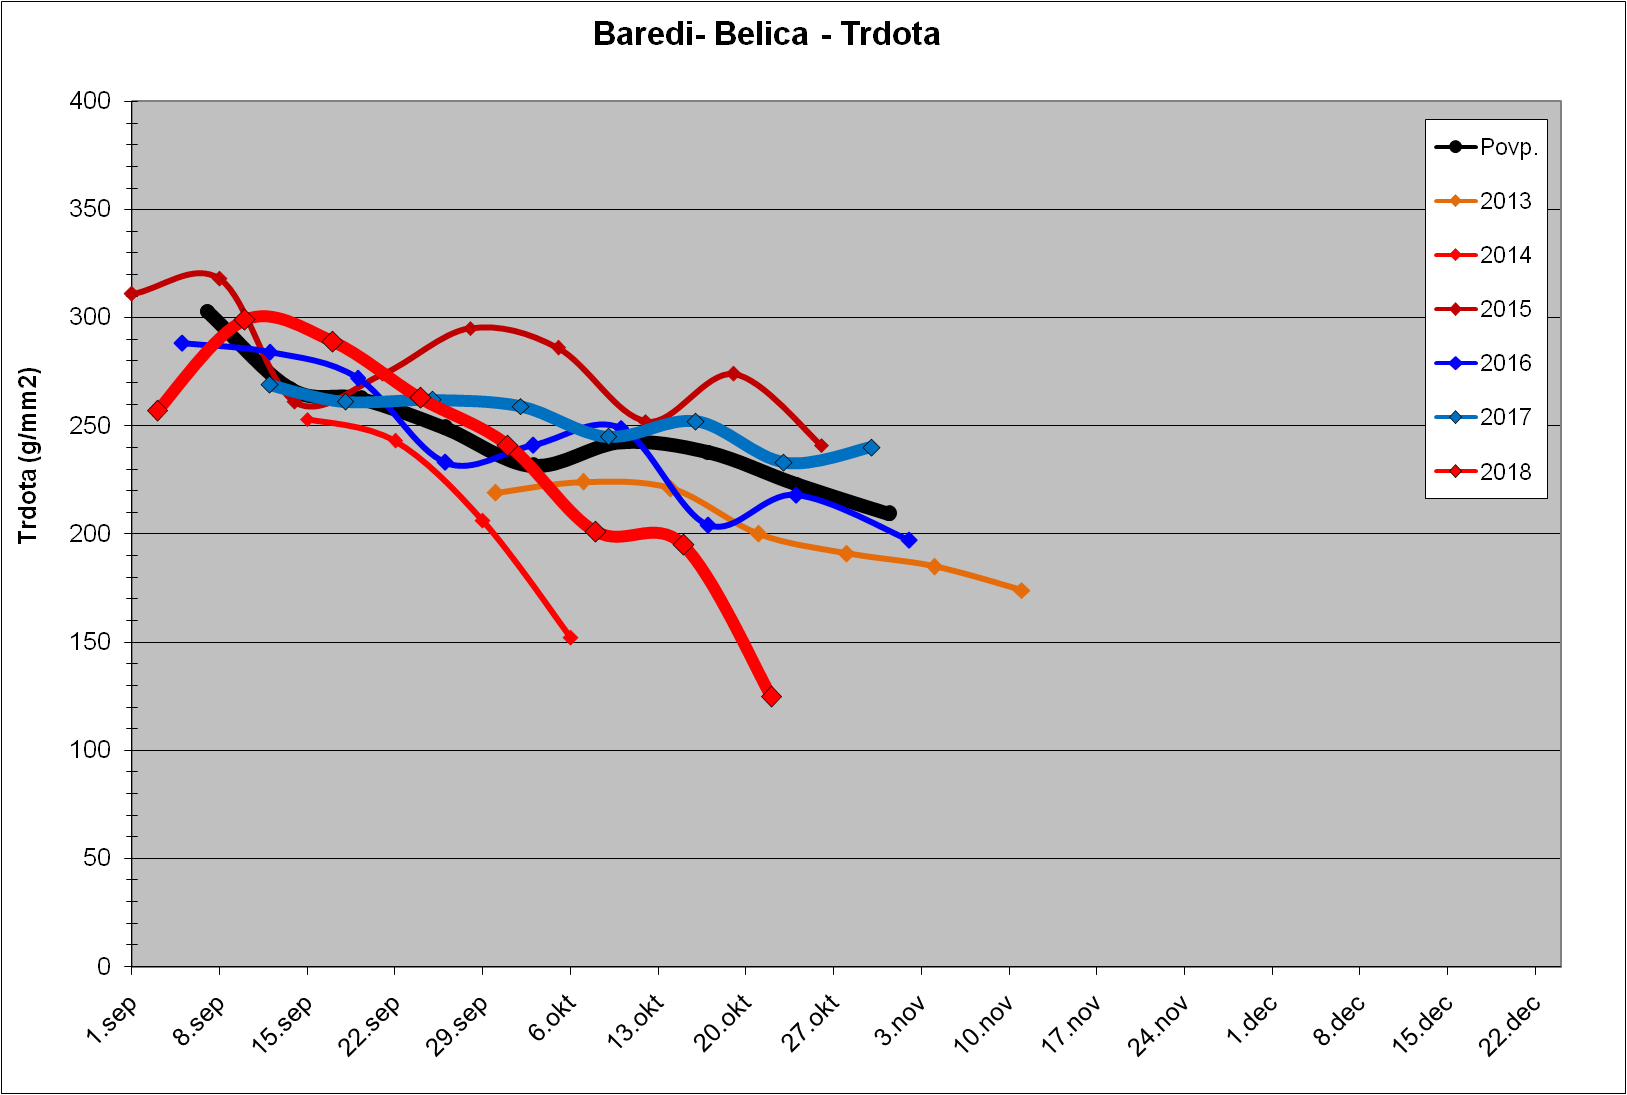 Baredi- Belica - Trdota
Trdota (g/mm2)
400
350
300
250
200
150
100
50
0
1.sep
8.sep
15.sep
22.sep
29.sep
6.okt
13.okt
20.okt
27.okt
3.nov
10.nov
17.nov
24.nov
1.dec
8.dec
15.dec
22.dec
Povp.
2013
2014
2015
2016
2017
2018